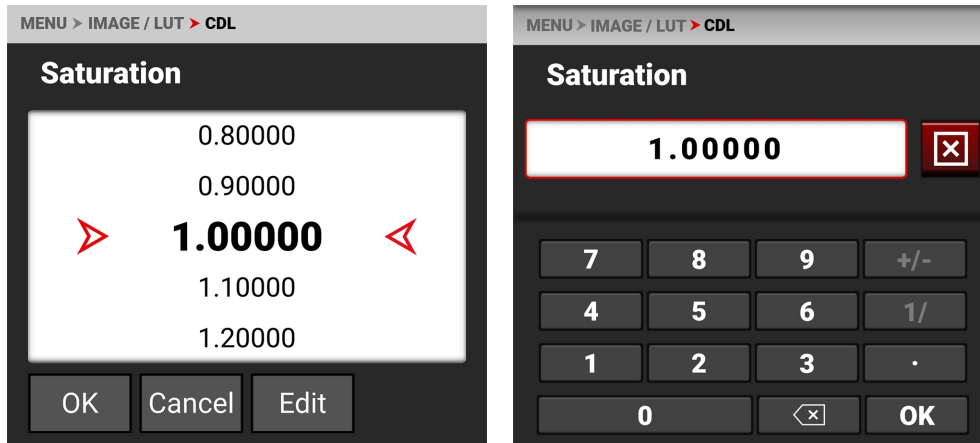 MENU > IMAGE / LUT > CDL
Saturation
0.80000
0.90000
1.00000
1.10000
1.20000
OK Cancel Edit
MENU > IMAGE / LUT > CDL
Saturation
1.00000
7 8 9 +/-
4 5 6 1/
1 2 3 .
0 OK